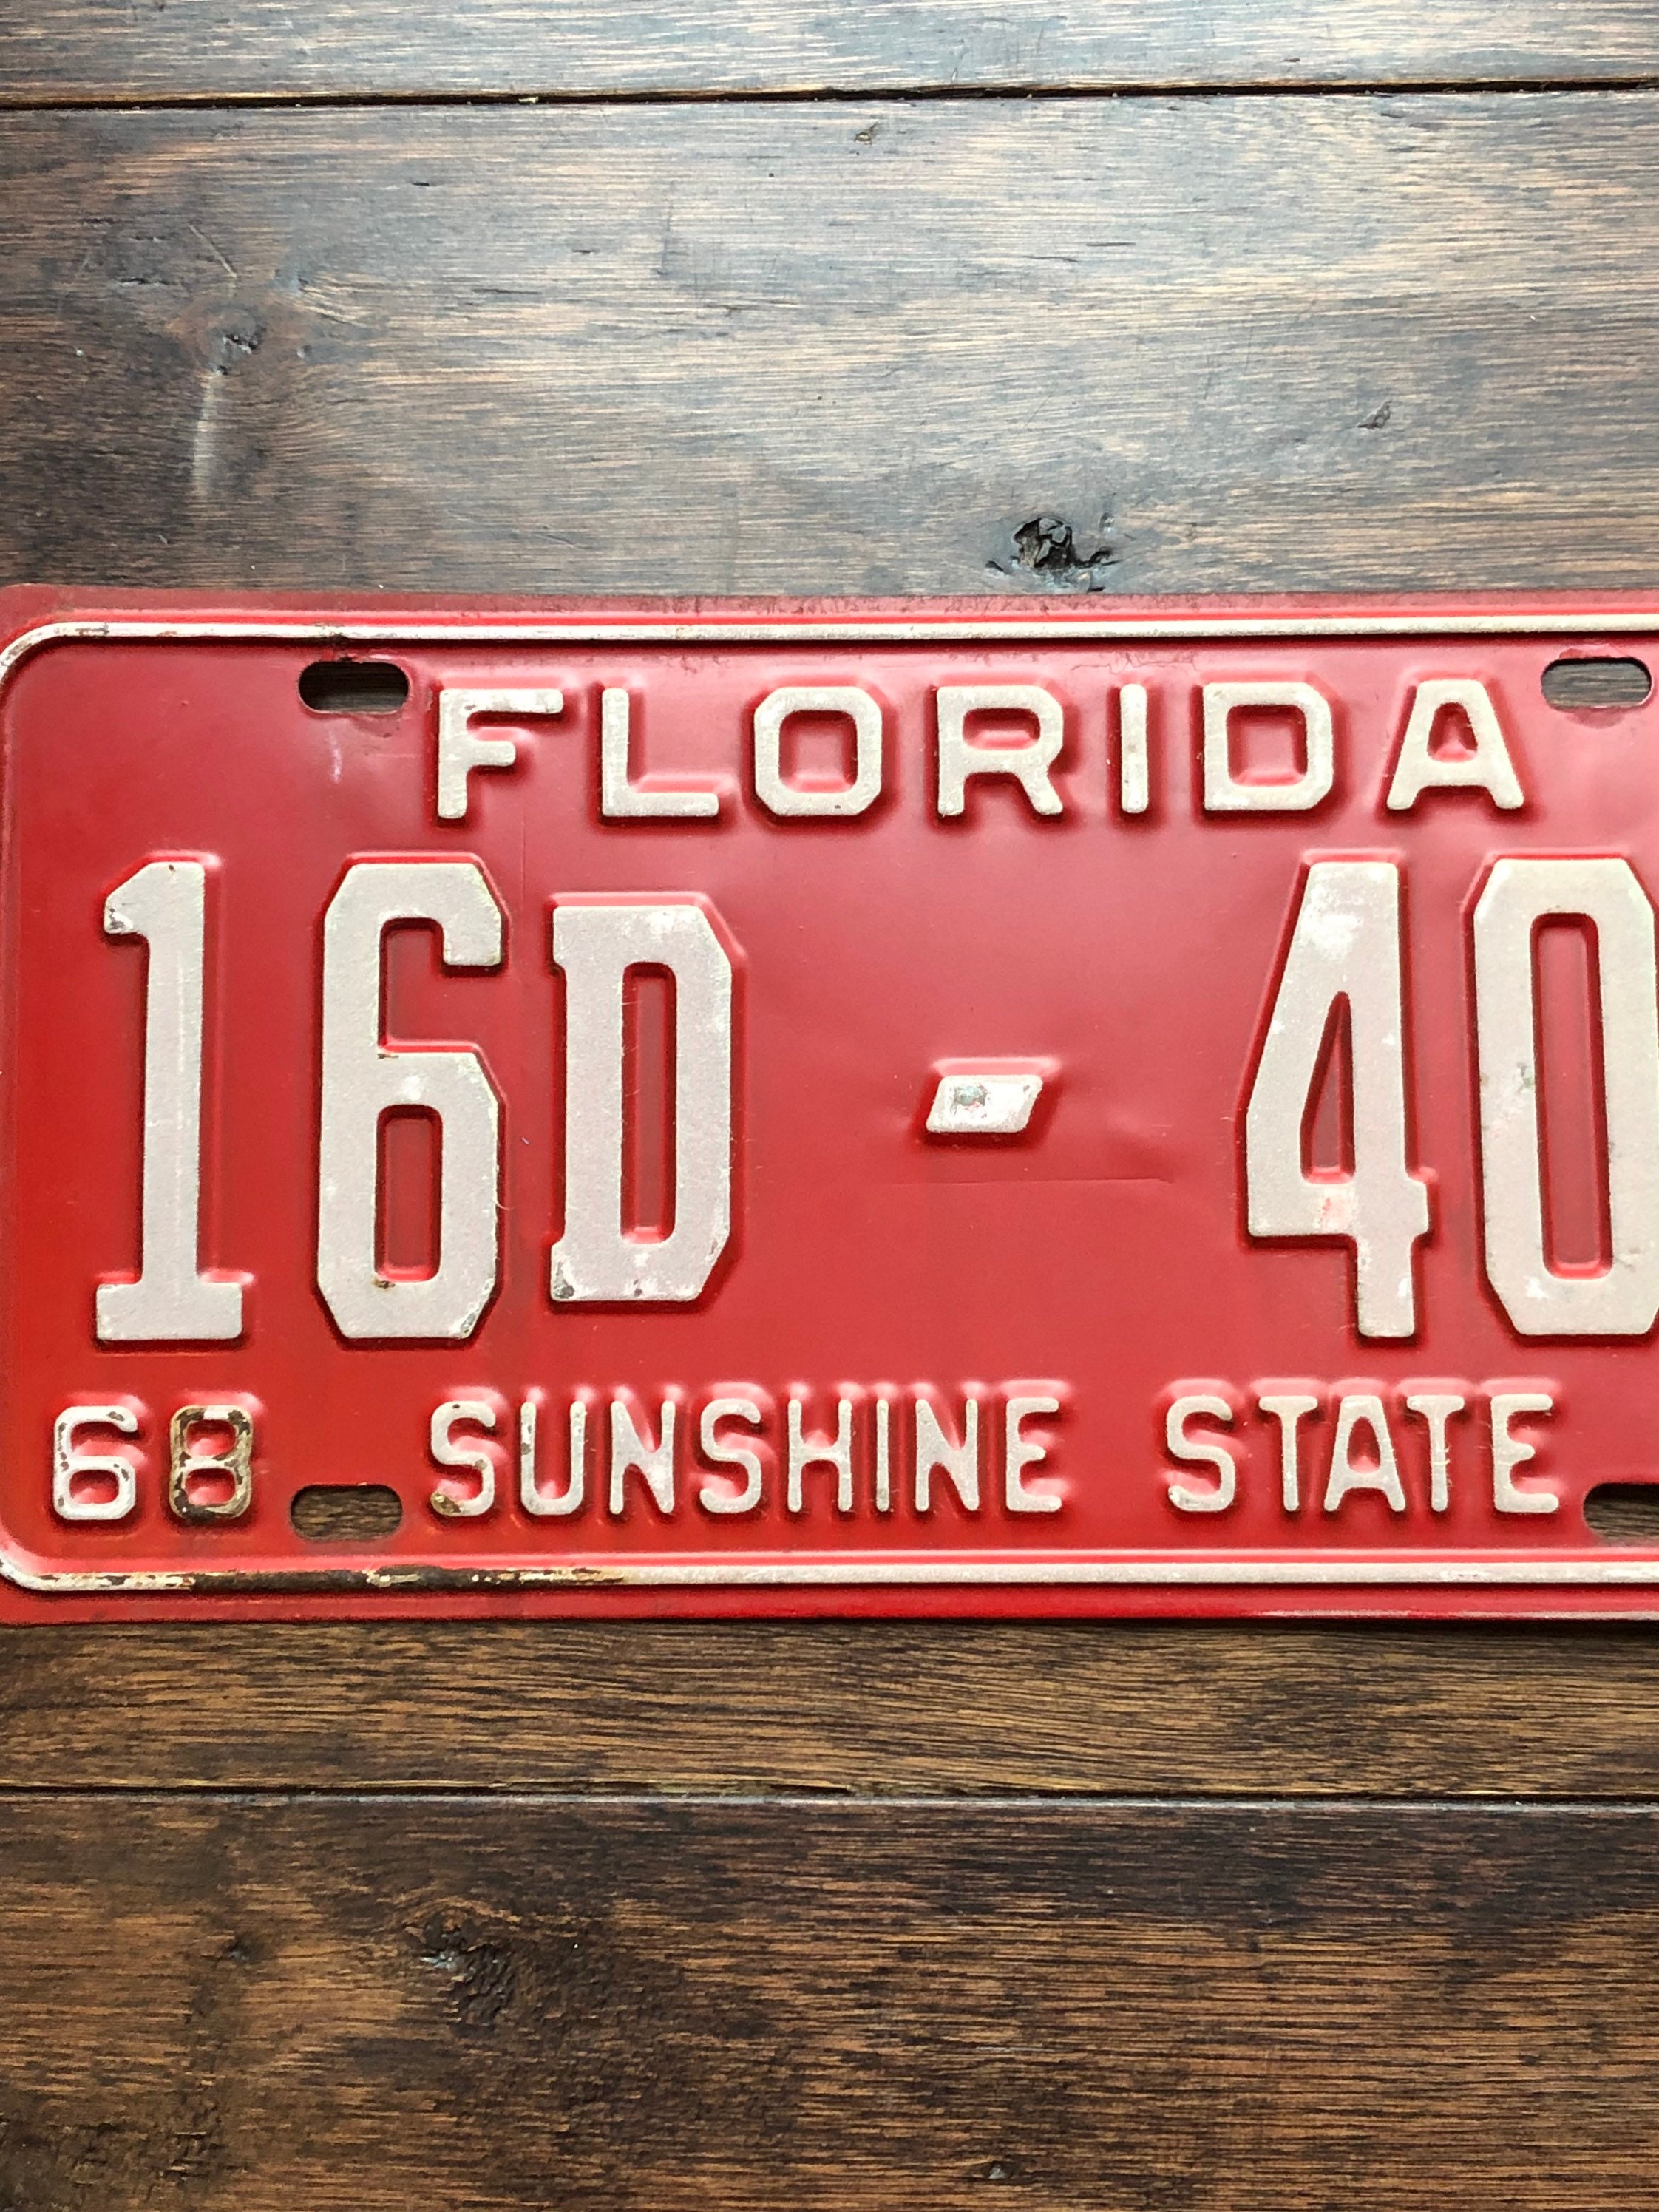 FLORIDA
16D - 40
68 SUNSHINE STATE